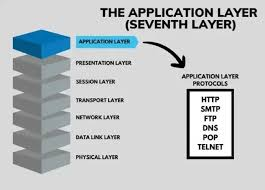 THE APPLICATION LAYER
(SEVENTH LAYER)
APPLICATION LAYER
PRESENTATION LAYER
SESSION LAYER
TRANSPORT LAYER
NETWORK LAYER
DATA LINK LAYER
PHYSICAL LAYER
APPLICATION LAYER
PROTOCOLS
HTTP
SMTP
FTP
DNS
POP
TELNET